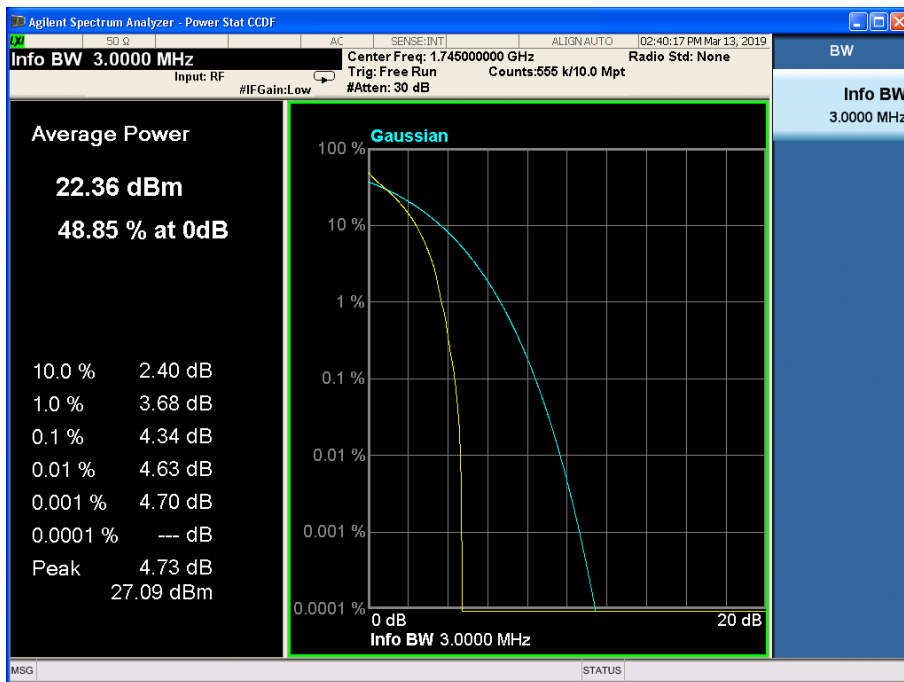 Agilent Spectrum Analyzer - Power Stat CCDF
LXI 50 Ω AC SENSE:INT ALIGN AUTO 02:40:17 PM Mar 13, 2019
Info BW 3.0000 MHz
Center Freq: 1.745000000 GHz Radio Std: None
Input: RF Trig: Free Run Counts:555 k/10.0 Mpt
#IFGain:Low #Atten: 30 dB
BW
Info BW
3.0000 MHz
Average Power
22.36 dBm
48.85 % at 0dB
10.0 % 2.40 dB
1.0 % 3.68 dB
0.1 % 4.34 dB
0.01 % 4.63 dB
0.001 % 4.70 dB
0.0001 % --- dB
Peak 4.73 dB
27.09 dBm
Gaussian
100 %
10 %
1 %
0.1 %
0.01 %
0.001 %
0.0001 %
0 dB 20 dB
Info BW 3.0000 MHz
MSG STATUS